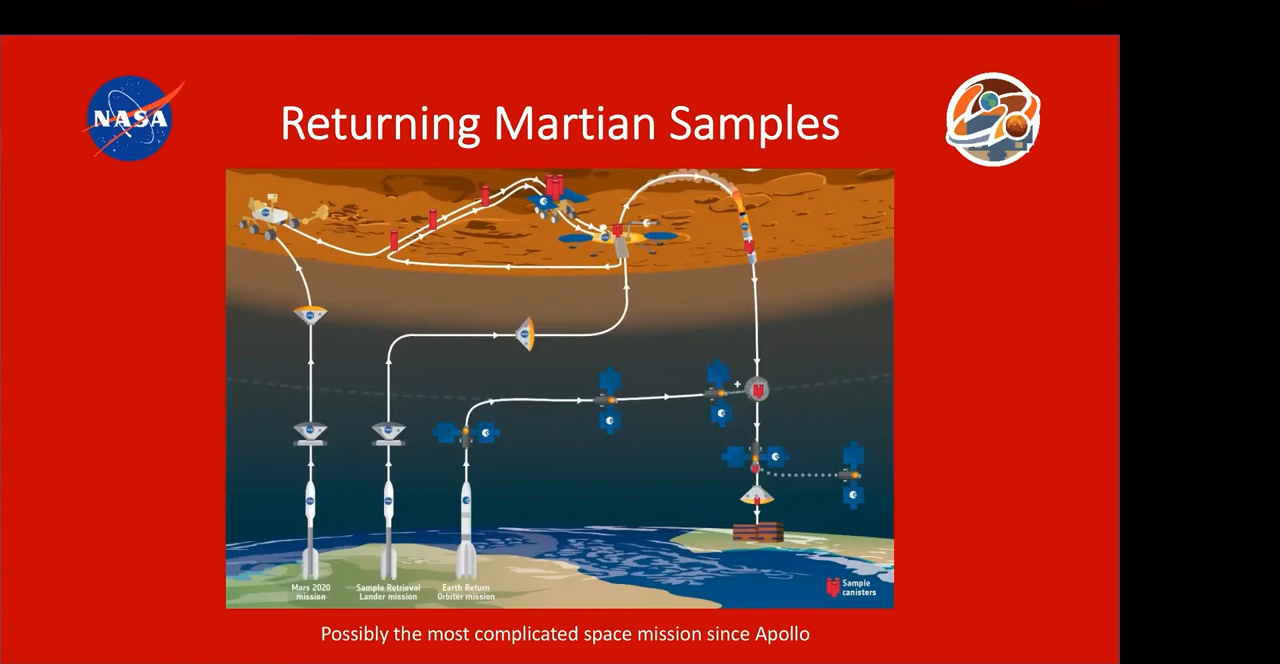 NASA
Returning Martian Samples
Mars 2020
mission
Sample Retrieval
Lander mission
Earth Return
Orbiter mission
Sample
canisters
Possibly the most complicated space mission since Apollo